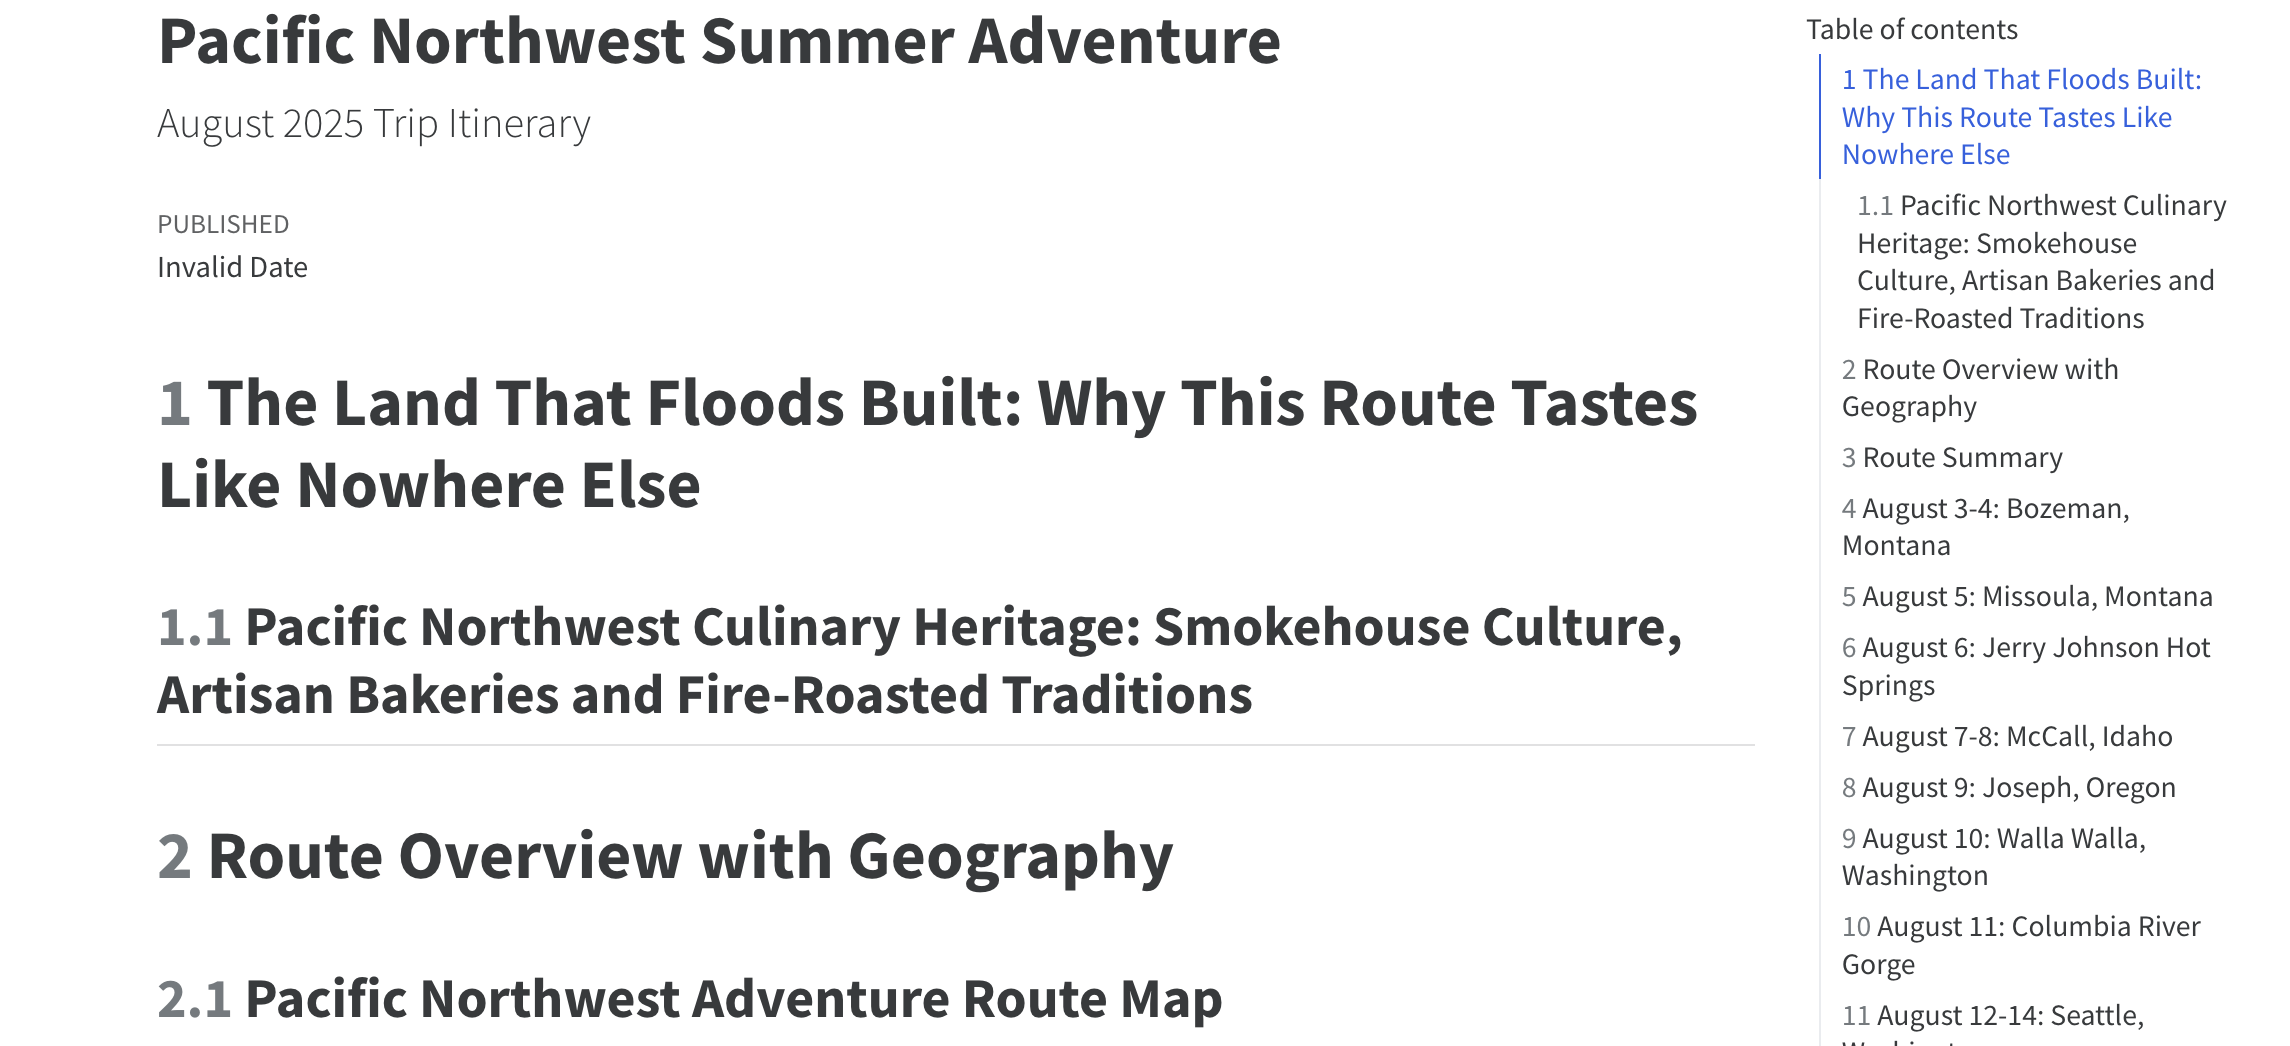 Pacific Northwest Summer Adventure
August 2025 Trip Itinerary
PUBLISHED
Invalid Date
1 The Land That Floods Built: Why This Route Tastes
Like Nowhere Else
1.1 Pacific Northwest Culinary Heritage: Smokehouse Culture,
Artisan Bakeries and Fire-Roasted Traditions
2 Route Overview with Geography
2.1 Pacific Northwest Adventure Route Map
Table of contents
1 The Land That Floods Built:
Why This Route Tastes Like
Nowhere Else
1.1 Pacific Northwest Culinary
Heritage: Smokehouse
Culture, Artisan Bakeries and
Fire-Roasted Traditions
2 Route Overview with
Geography
3 Route Summary
4 August 3-4: Bozeman,
Montana
5 August 5: Missoula, Montana
6 August 6: Jerry Johnson Hot
Springs
7 August 7-8: McCall, Idaho
8 August 9: Joseph, Oregon
9 August 10: Walla Walla,
Washington
10 August 11: Columbia River
Gorge
11 August 12-14: Seattle,